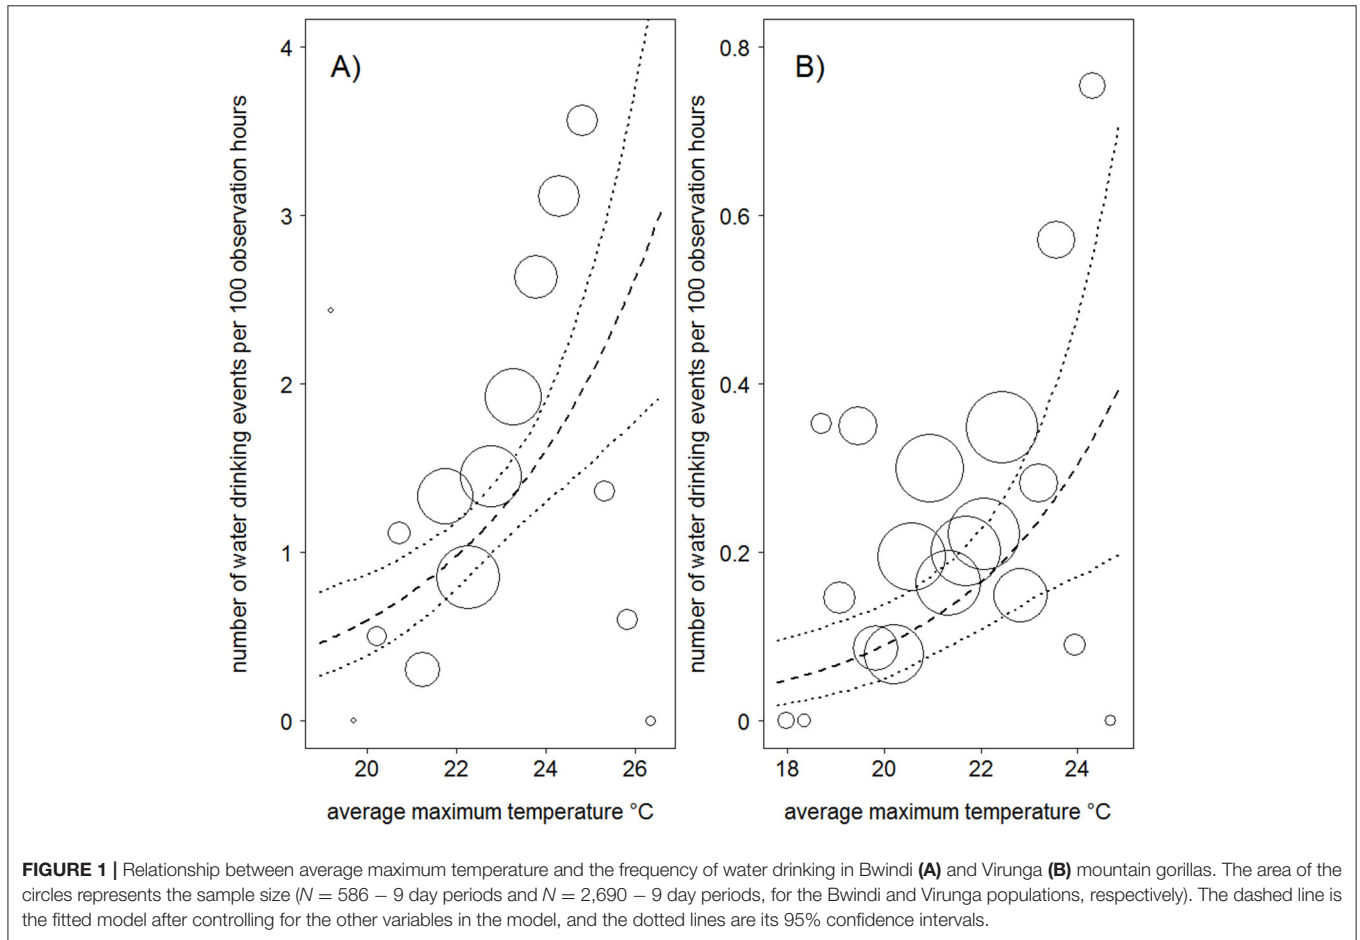 A)
number of water drinking events per 100 observation hours
4
3
2
1
0
20 22 24 26
average maximum temperature °C
B)
number of water drinking events per 100 observation hours
0.8
0.6
0.4
0.2
0
18 20 22 24
average maximum temperature °C
FIGURE 1 | Relationship between average maximum temperature and the frequency of water drinking in Bwindi (A) and Virunga (B) mountain gorillas. The area of the
circles represents the sample size (N = 586 – 9 day periods and N = 2,690 – 9 day periods, for the Bwindi and Virunga populations, respectively). The dashed line is
the fitted model after controlling for the other variables in the model, and the dotted lines are its 95% confidence intervals.